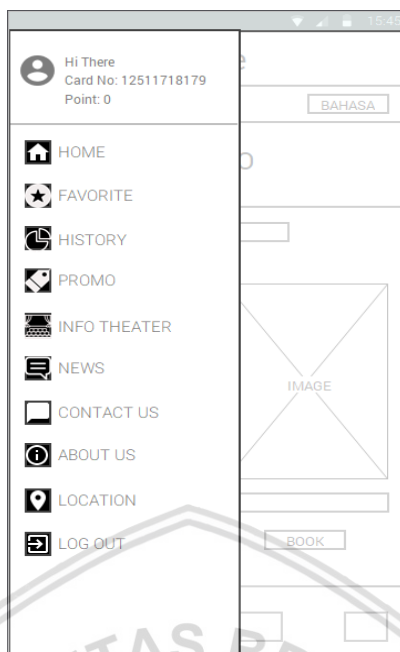 15:45
Hi There
Card No: 12511718179
Point: 0
BAHASA
HOME
FAVORITE
HISTORY
PROMO
INFO THEATER
NEWS
IMAGE
CONTACT US
ABOUT US
LOCATION
LOG OUT
BOOK